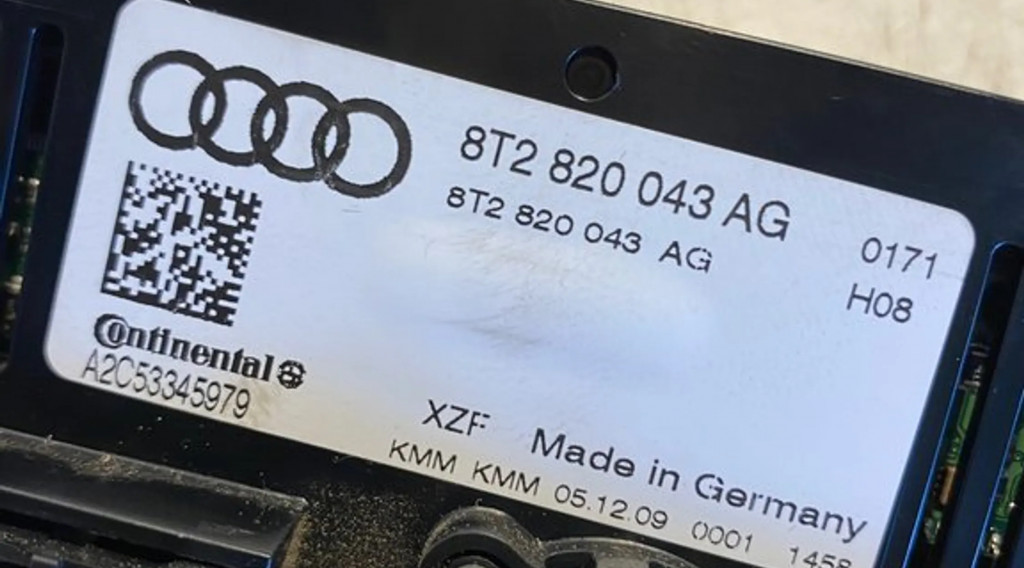 8T2 820 043 AG
8T2 820 043 AG
0171
H08
Continental
A2C53345979
XZF Made in Germany
KMM KMM 05.12.09 0001 1458